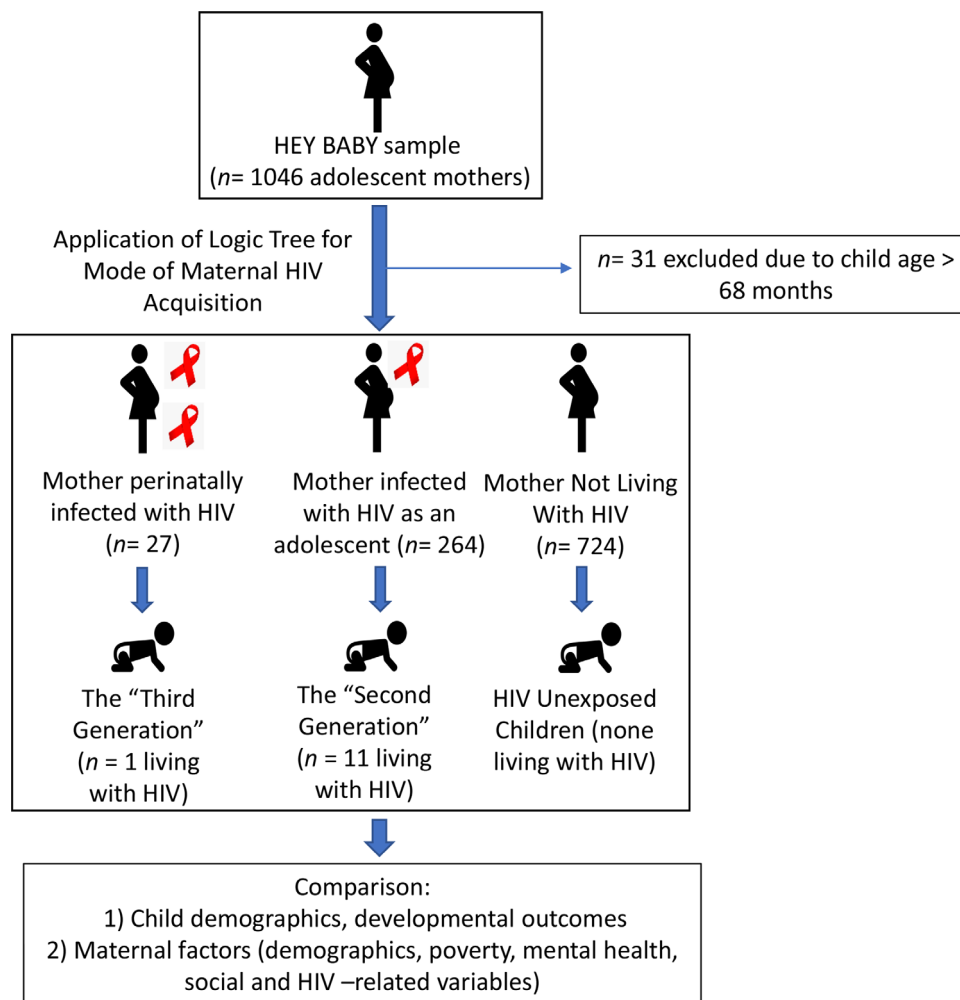 HEY BABY sample
(n= 1046 adolescent mothers)
Application of Logic Tree for
Mode of Maternal HIV
Acquisition
n= 31 excluded due to child age >
68 months
Mother perinatally
infected with HIV
(n= 27)
Mother infected
with HIV as an
adolescent (n= 264)
Mother Not Living
With HIV
(n= 724)
The “Third
Generation”
(n = 1 living
with HIV)
The “Second
Generation”
(n = 11 living
with HIV)
HIV Unexposed
Children (none
living with HIV)
Comparison:
1) Child demographics, developmental outcomes
2) Maternal factors (demographics, poverty, mental health,
social and HIV –related variables)